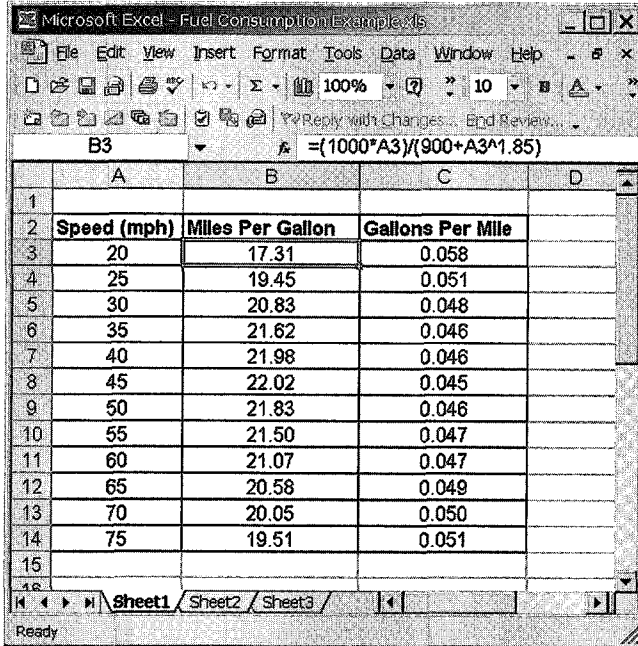 Microsoft Excel - Fuel Consumption Example.xls
File Edit View Insert Format Tools Data Window Help
100% 10 B A
Reply with Changes... End Review...
B3 fx =(1000*A3)/(900+A3^1.85)
A B C D
1
2 Speed (mph) Miles Per Gallon Gallons Per Mile
3 20 17.31 0.058
4 25 19.45 0.051
5 30 20.83 0.048
6 35 21.62 0.046
7 40 21.98 0.046
8 45 22.02 0.045
9 50 21.83 0.046
10 55 21.50 0.047
11 60 21.07 0.047
12 65 20.58 0.049
13 70 20.05 0.050
14 75 19.51 0.051
15
16
Sheet1 Sheet2 Sheet3
Ready